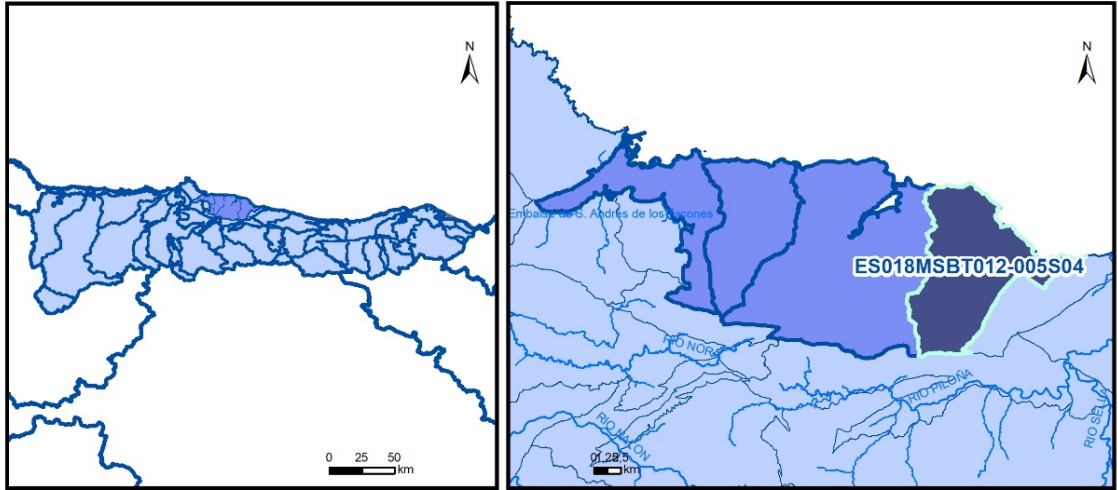 N
0 25 50
km
N
Embalse de S. Andrés de los Tacones
ES018MSBT012-005S04
RIO NORA
RIO PILOÑA
RIO SELLA
RIO NALON
km